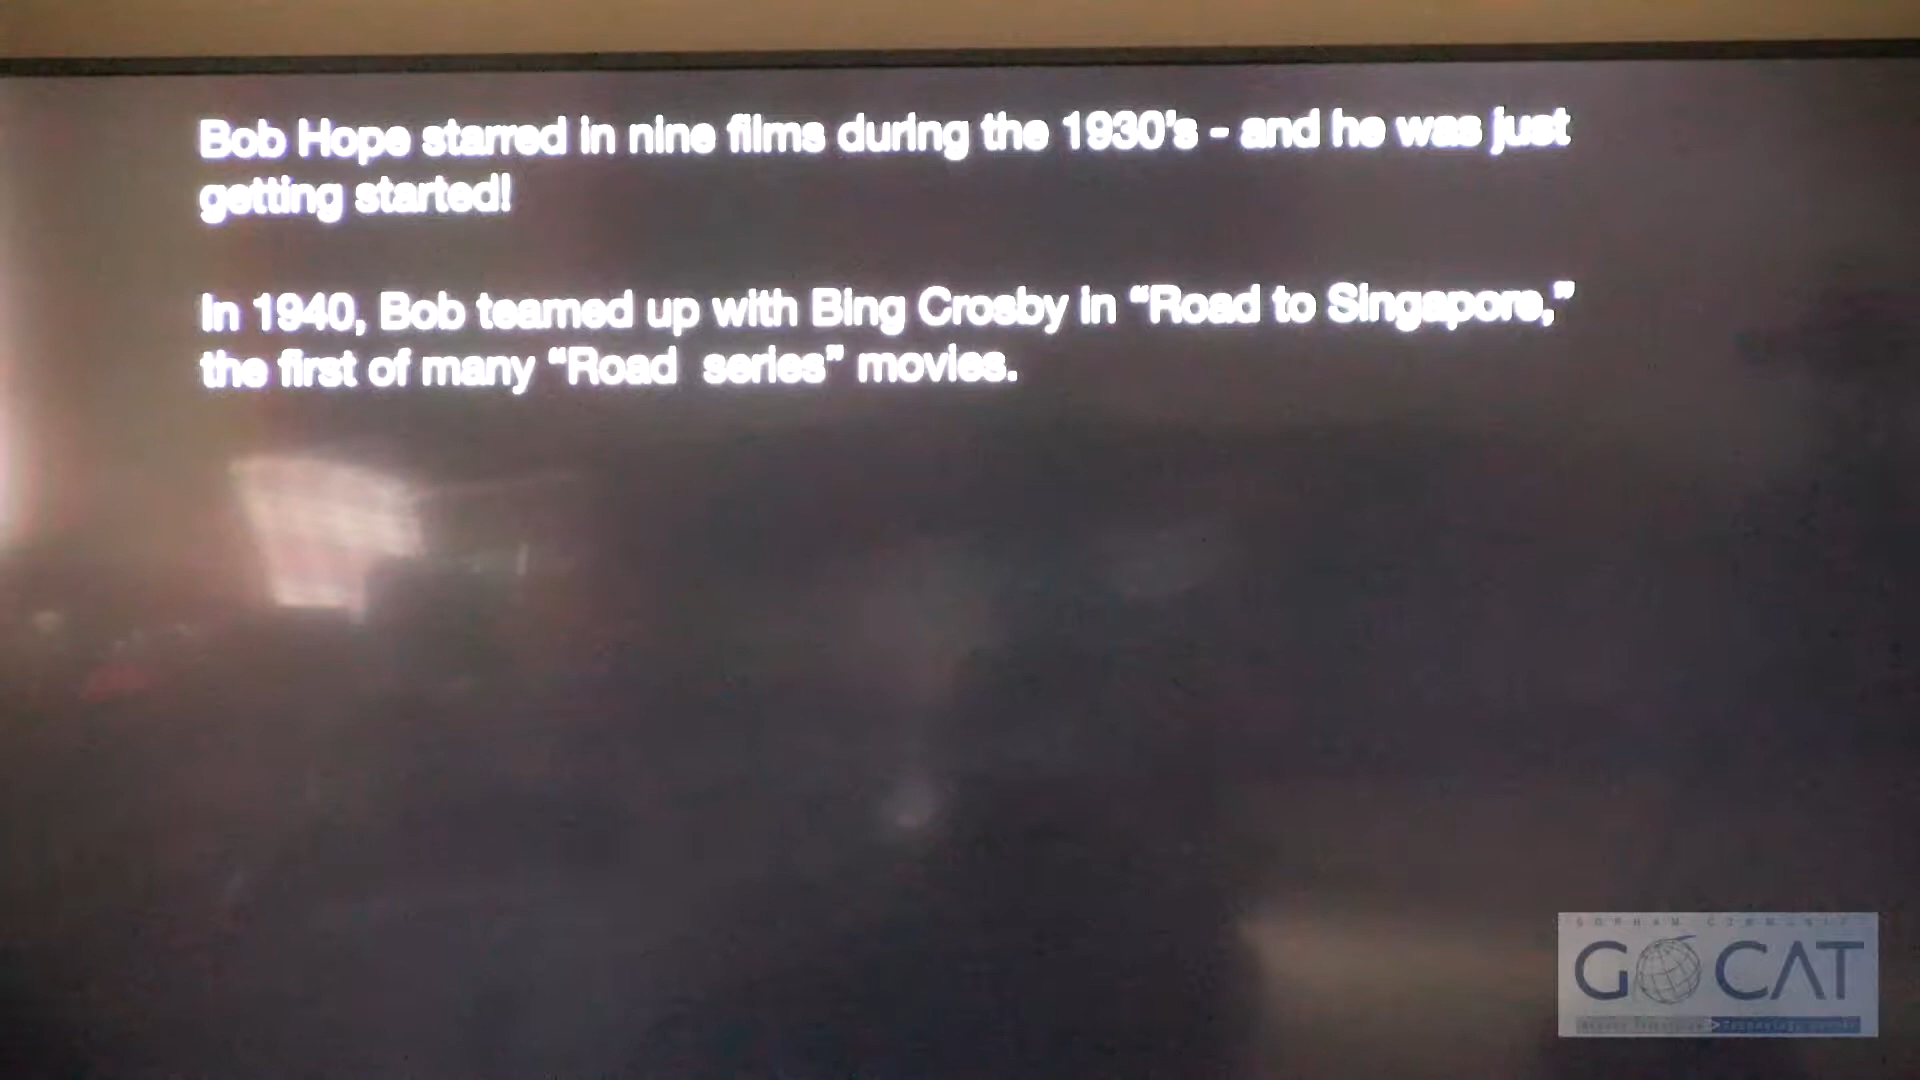 Bob Hope starred in nine films during the 1930's - and he was just
getting started!
In 1940, Bob teamed up with Bing Crosby in “Road to Singapore,”
the first of many “Road  series” movies.
GOCAT